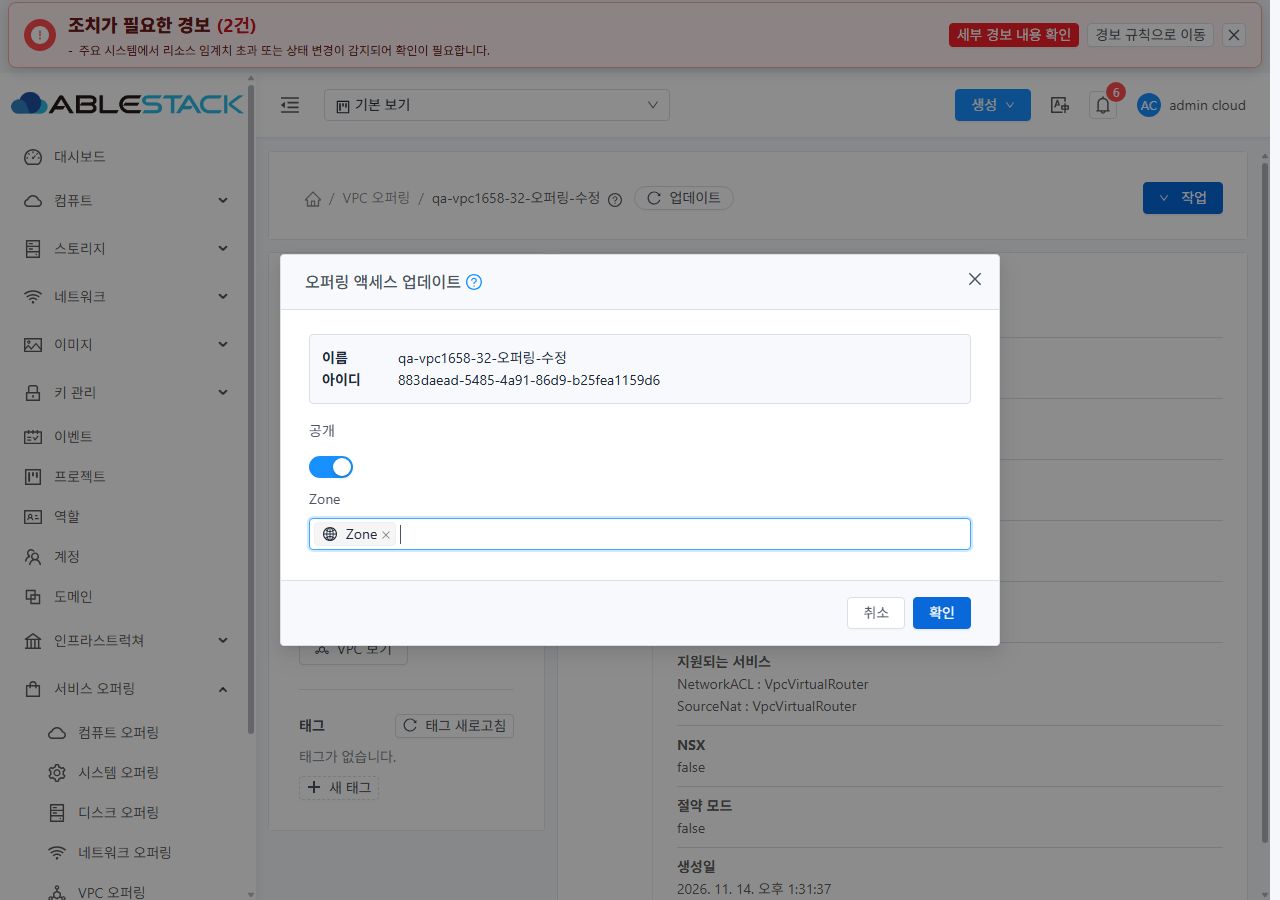 조치가 필요한 경보 (2건)
- 주요 시스템에서 리소스 임계치 초과 또는 상태 변경이 감지되어 확인이 필요합니다.
세부 경보 내용 확인
경보 규칙으로 이동
ABLESTACK
기본 보기
생성
6
AC
admin cloud
대시보드
컴퓨트
스토리지
네트워크
이미지
키 관리
이벤트
프로젝트
역할
계정
도메인
인프라스트럭쳐
서비스 오퍼링
컴퓨트 오퍼링
시스템 오퍼링
디스크 오퍼링
네트워크 오퍼링
VPC 오퍼링
/ VPC 오퍼링 / qa-vpc1658-32-오퍼링-수정
업데이트
작업
오퍼링 액세스 업데이트
이름 qa-vpc1658-32-오퍼링-수정
아이디 883daead-5485-4a91-86d9-b25fea1159d6
공개
Zone
Zone
취소
확인
VPC 보기
태그
태그 새로고침
태그가 없습니다.
새 태그
지원되는 서비스
NetworkACL : VpcVirtualRouter
SourceNat : VpcVirtualRouter
NSX
false
절약 모드
false
생성일
2026. 11. 14. 오후 1:31:37